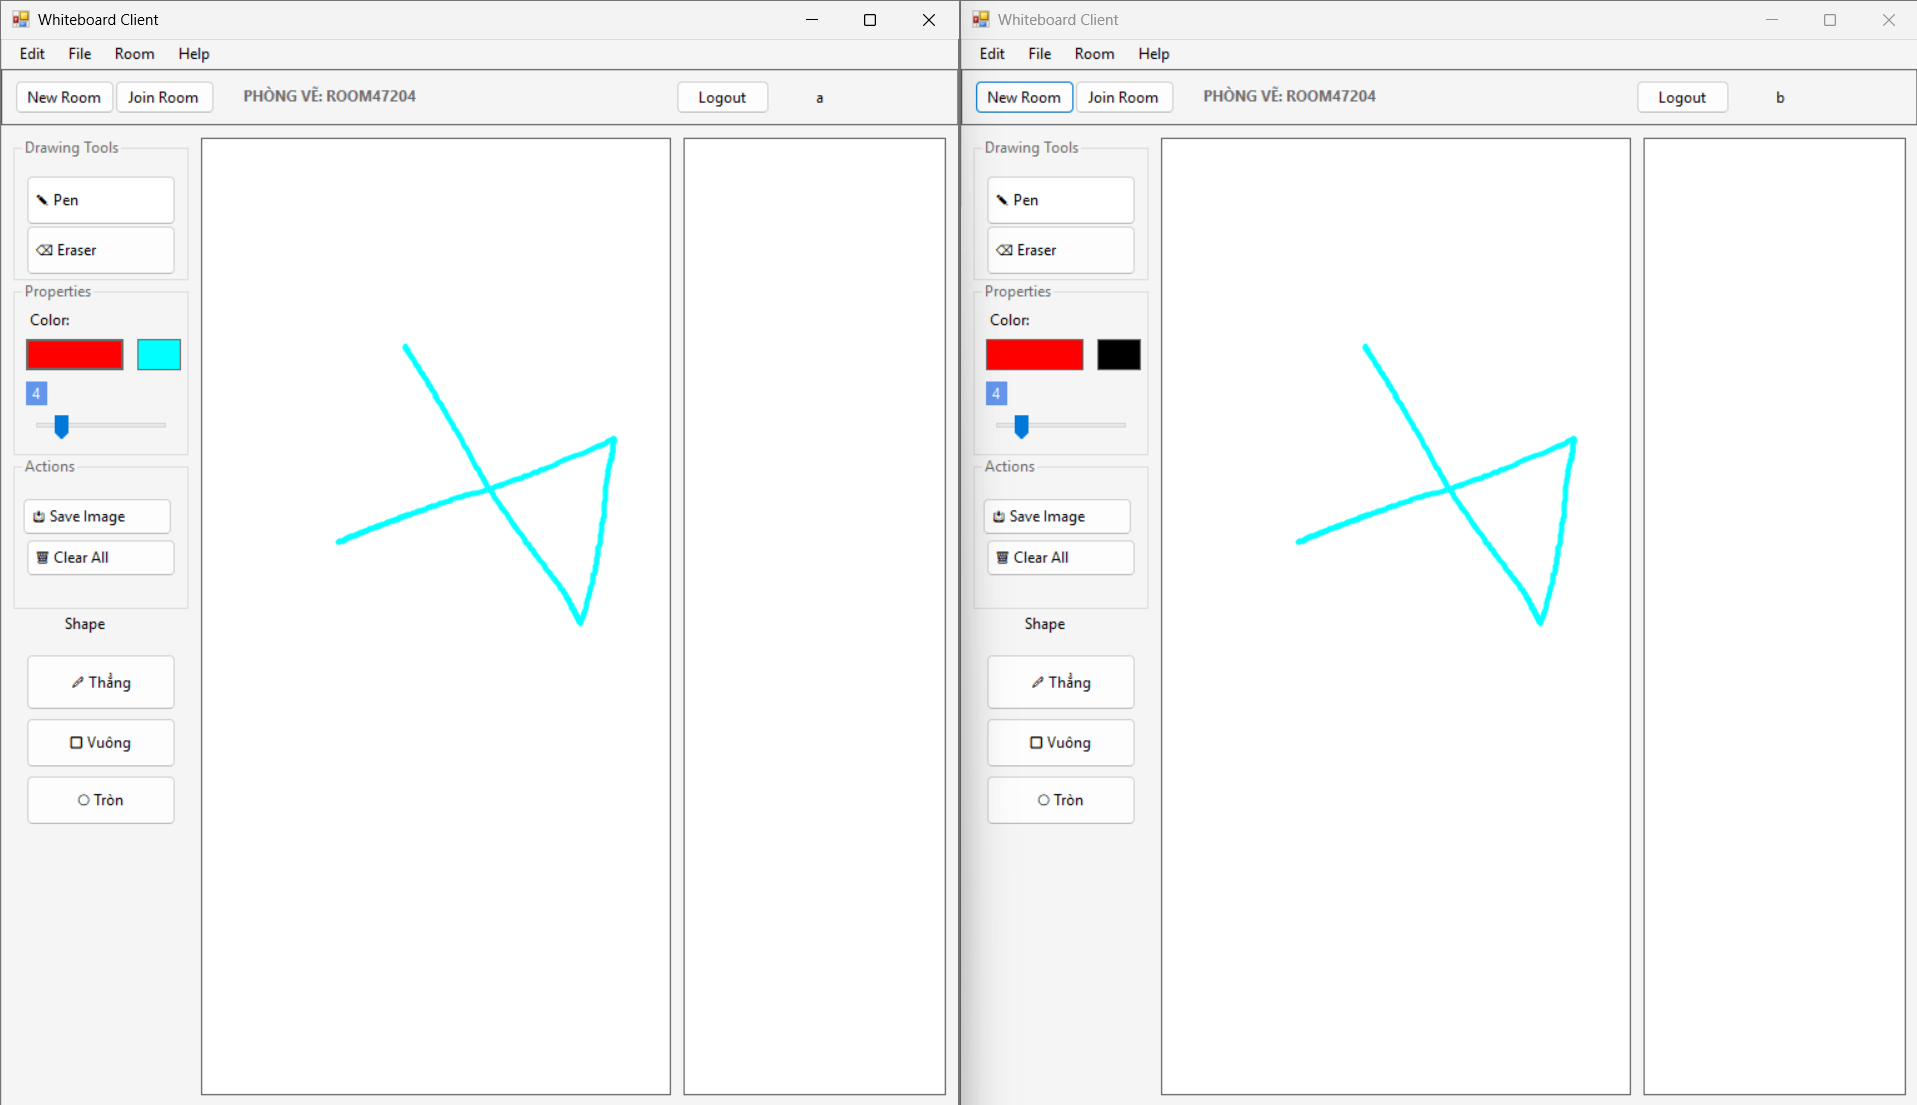 Whiteboard Client
Edit File Room Help
New Room Join Room PHÒNG VẼ: ROOM47204 Logout a
Drawing Tools
Pen
Eraser
Properties
Color:
4
Actions
Save Image
Clear All
Shape
Thẳng
Vuông
Tròn
Whiteboard Client
Edit File Room Help
New Room Join Room PHÒNG VẼ: ROOM47204 Logout b
Drawing Tools
Pen
Eraser
Properties
Color:
4
Actions
Save Image
Clear All
Shape
Thẳng
Vuông
Tròn